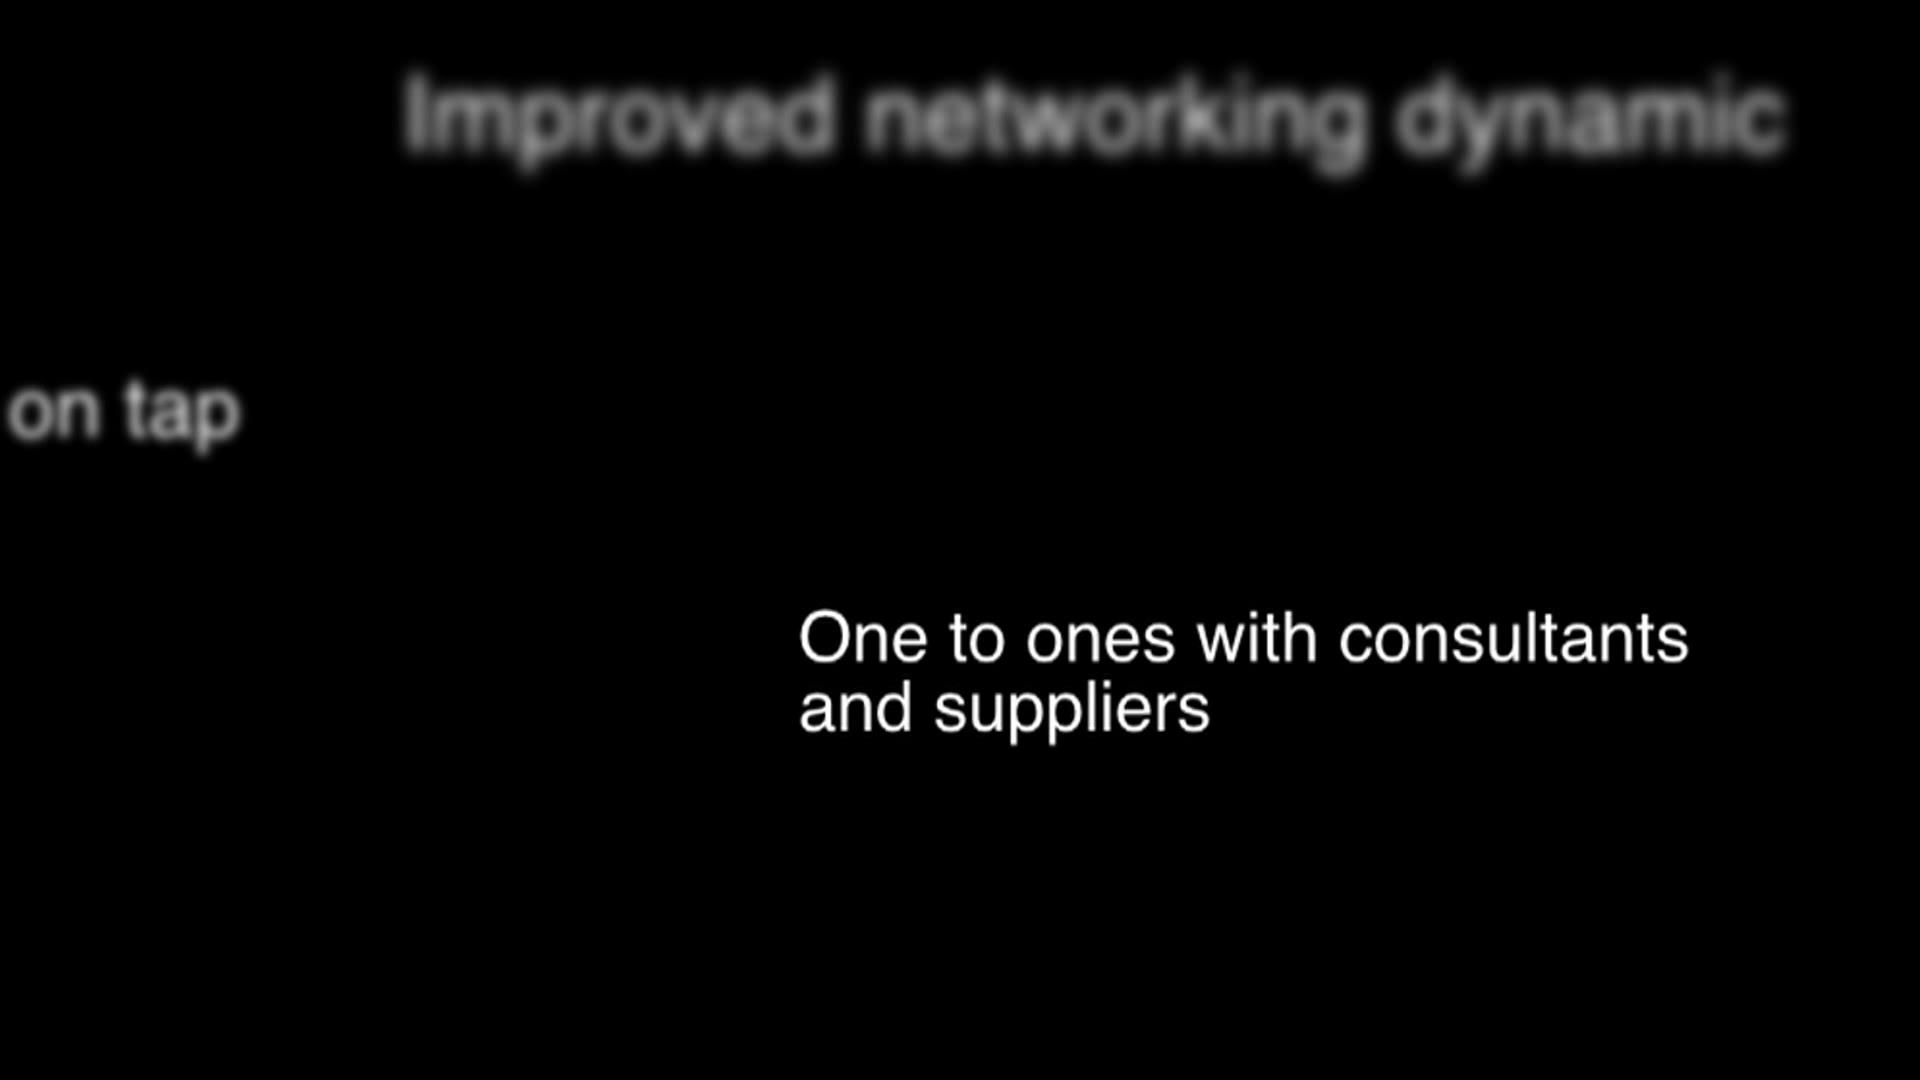 Improved networking dynamic
on tap
One to ones with consultants
and suppliers